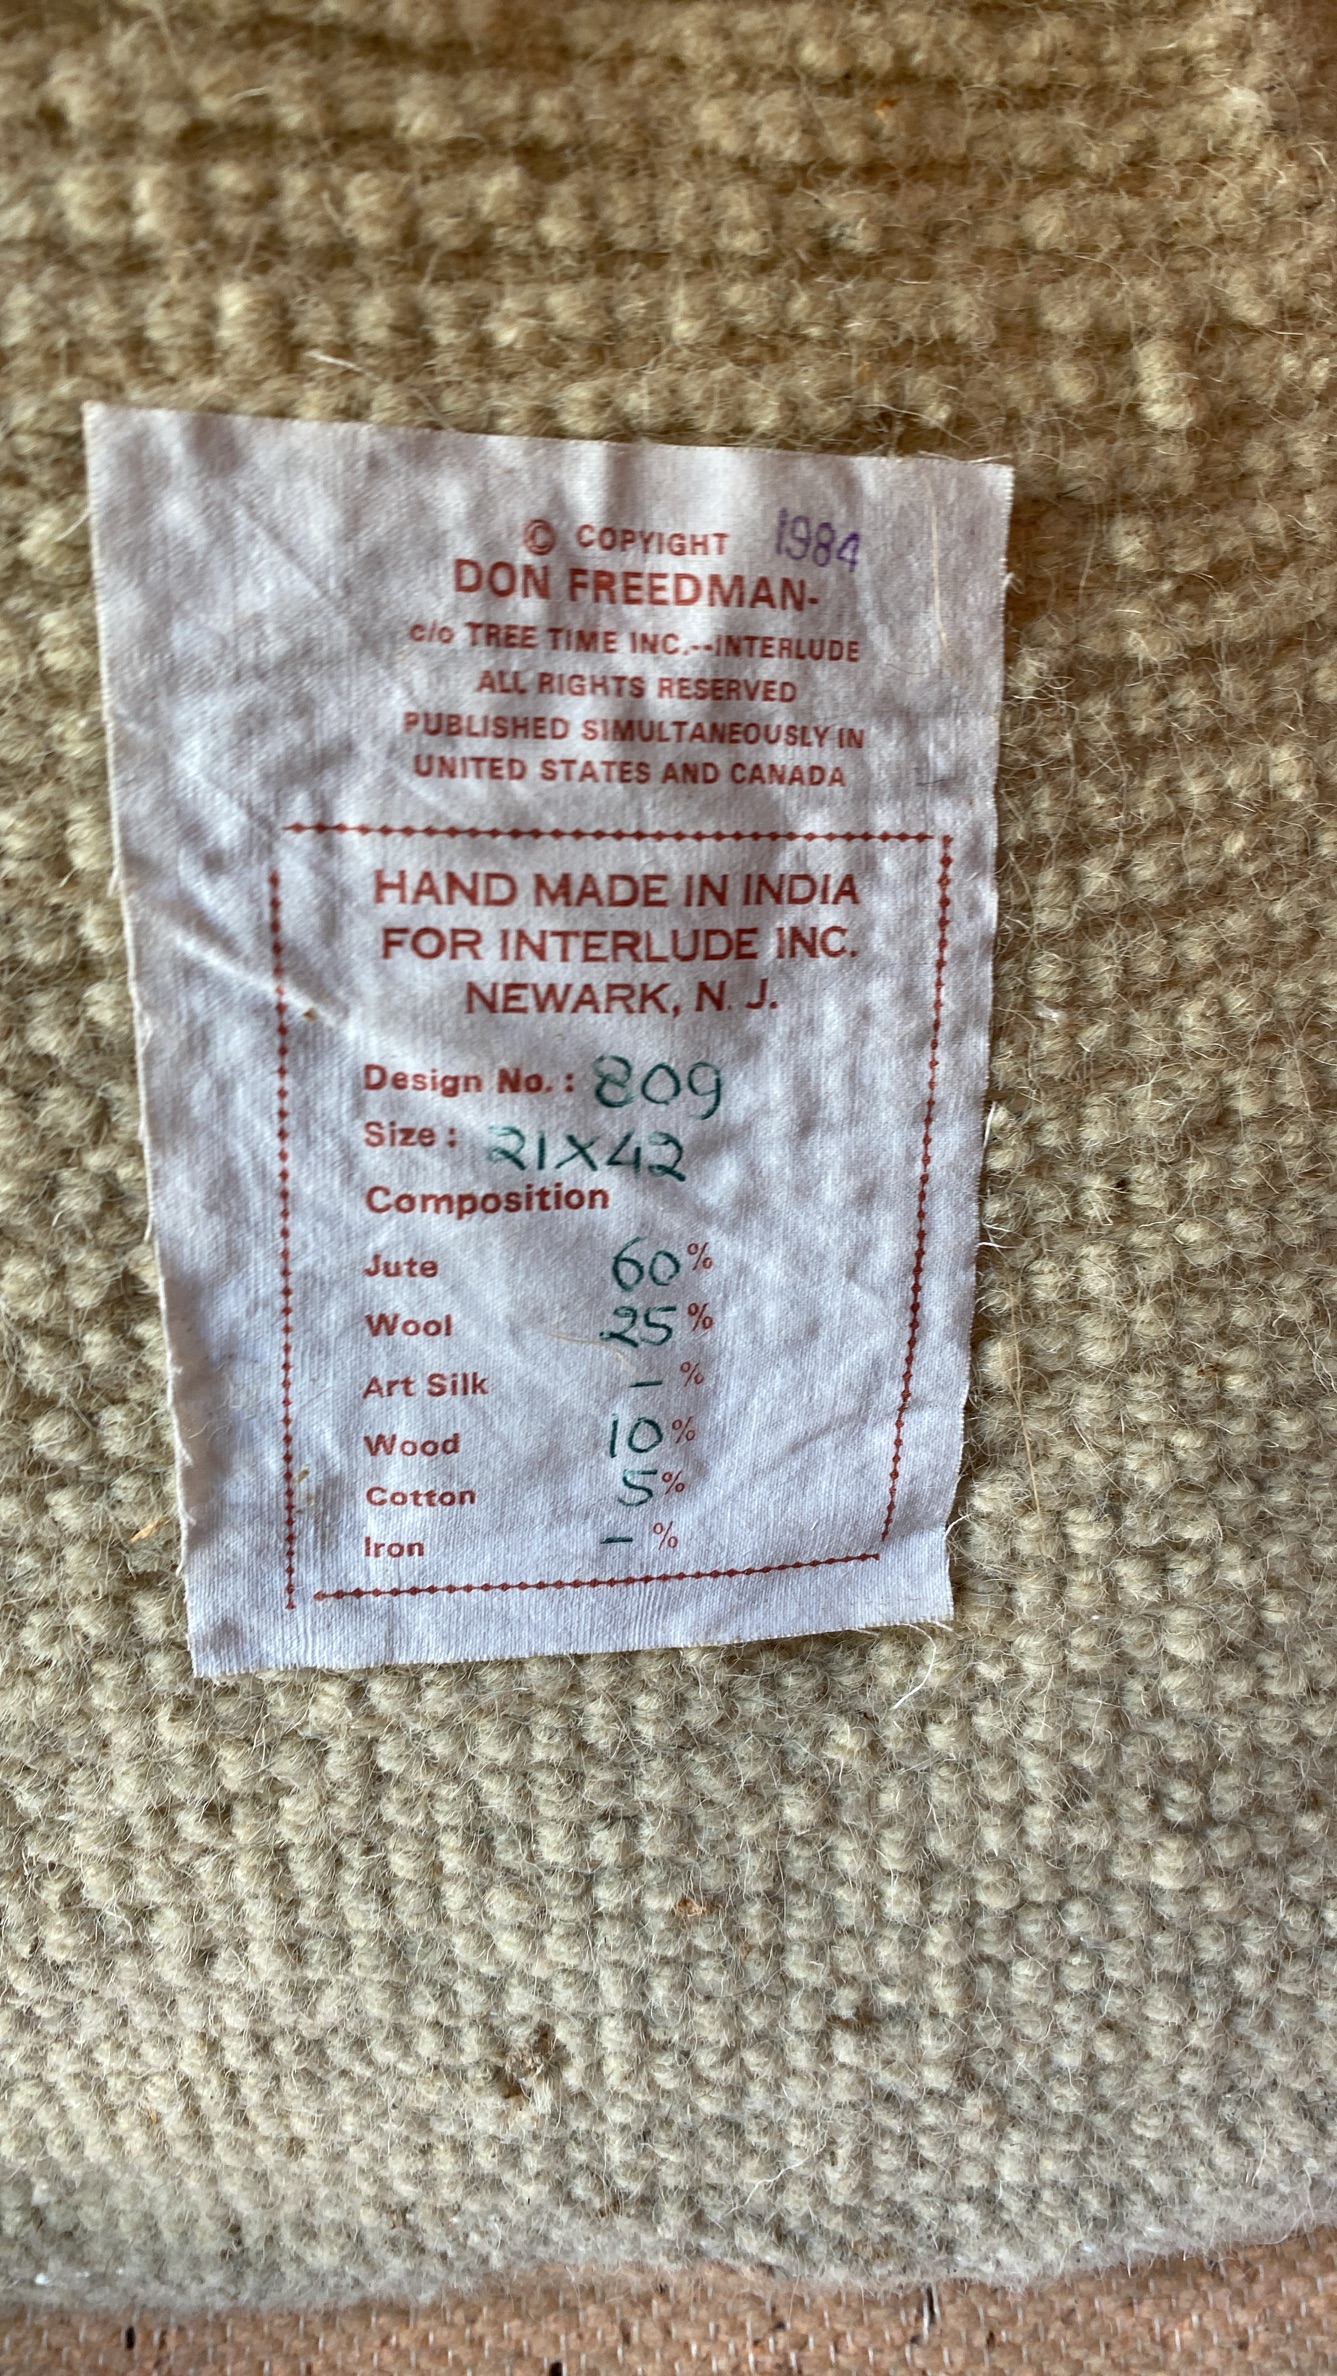 © COPYIGHT 1984
DON FREEDMAN-
c/o TREE TIME INC.--INTERLUDE
ALL RIGHTS RESERVED
PUBLISHED SIMULTANEOUSLY IN
UNITED STATES AND CANADA
HAND MADE IN INDIA
FOR INTERLUDE INC.
NEWARK, N. J.
Design No. : 809
Size : 21X42
Composition
Jute 60%
Wool 25%
Art Silk – %
Wood 10%
Cotton 5%
Iron – %